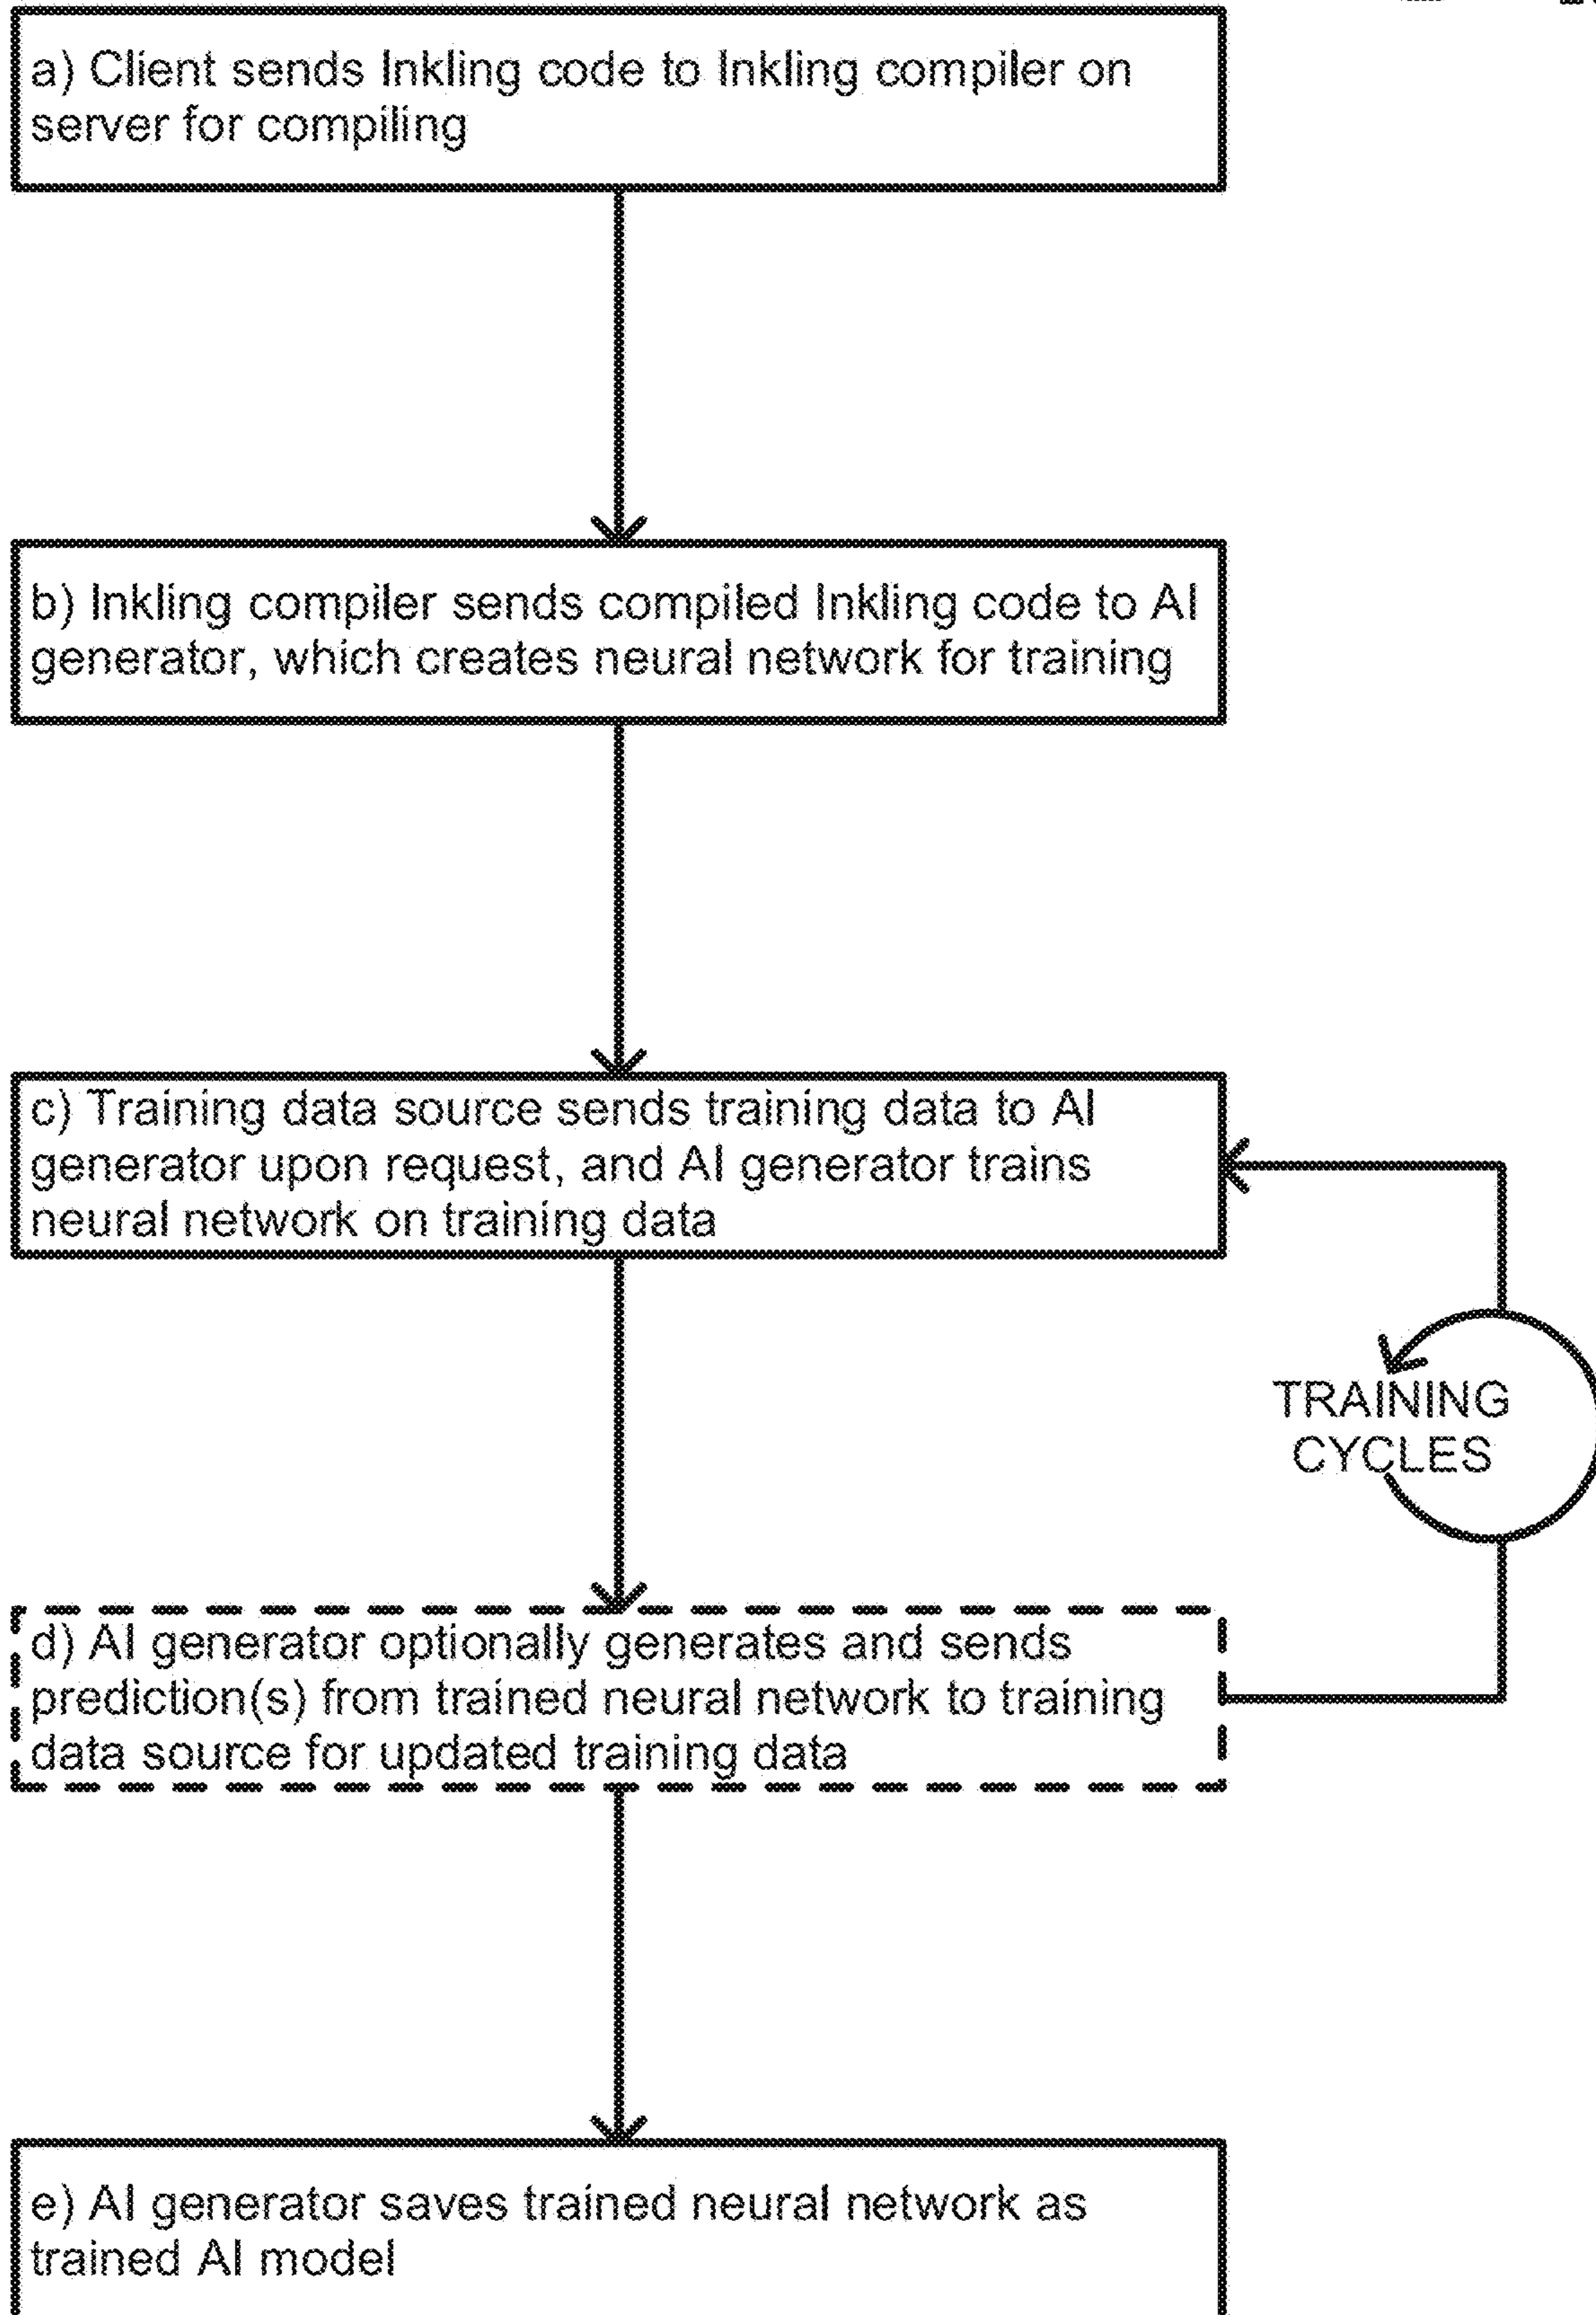 a) Client sends Inkling code to Inkling compiler on
server for compiling
b) Inkling compiler sends compiled Inkling code to AI
generator, which creates neural network for training
c) Training data source sends training data to AI
generator upon request, and AI generator trains
neural network on training data
TRAINING
CYCLES
d) AI generator optionally generates and sends
prediction(s) from trained neural network to training
data source for updated training data
e) AI generator saves trained neural network as
trained AI model